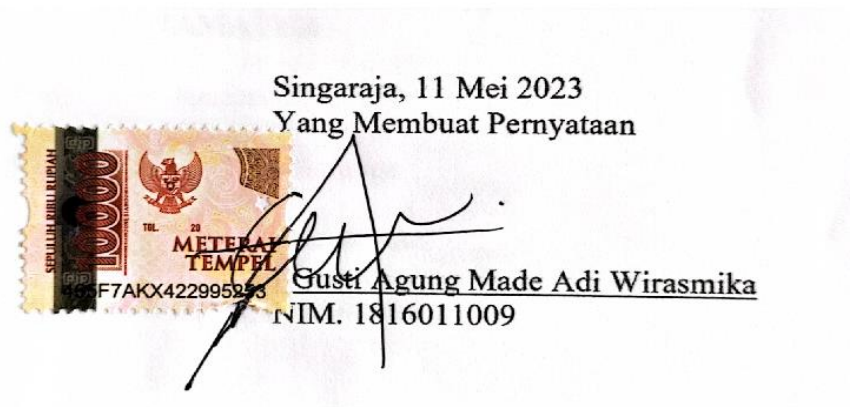 Singaraja, 11 Mei 2023
Yang Membuat Pernyataan
SEPULUH RIBU RUPIAH
10000
TGL. 20
METERAI
TEMPEL
F7AKX422995253
Gusti Agung Made Adi Wirasmika
NIM. 1816011009